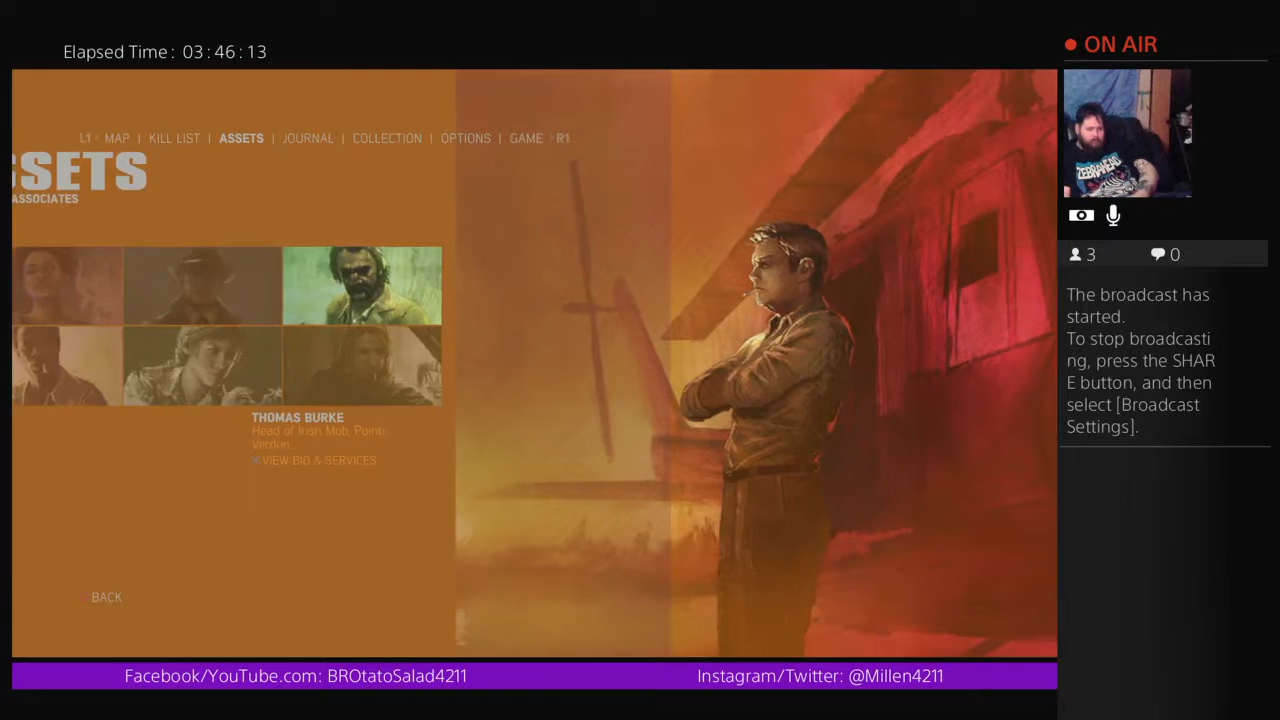 Elapsed Time: 03:46:13
ON AIR
L1 MAP | KILL LIST | ASSETS | JOURNAL | COLLECTION | OPTIONS | GAME R1
SSETS
ASSOCIATES
ZEBRAHEAD
3 0
The broadcast has
started.
To stop broadcasti
ng, press the SHAR
E button, and then
select [Broadcast
Settings].
THOMAS BURKE
Head of Irish Mob, Pointe
Verdun
VIEW BIO & SERVICES
BACK
Facebook/YouTube.com: BROtatoSalad4211
Instagram/Twitter: @Millen4211